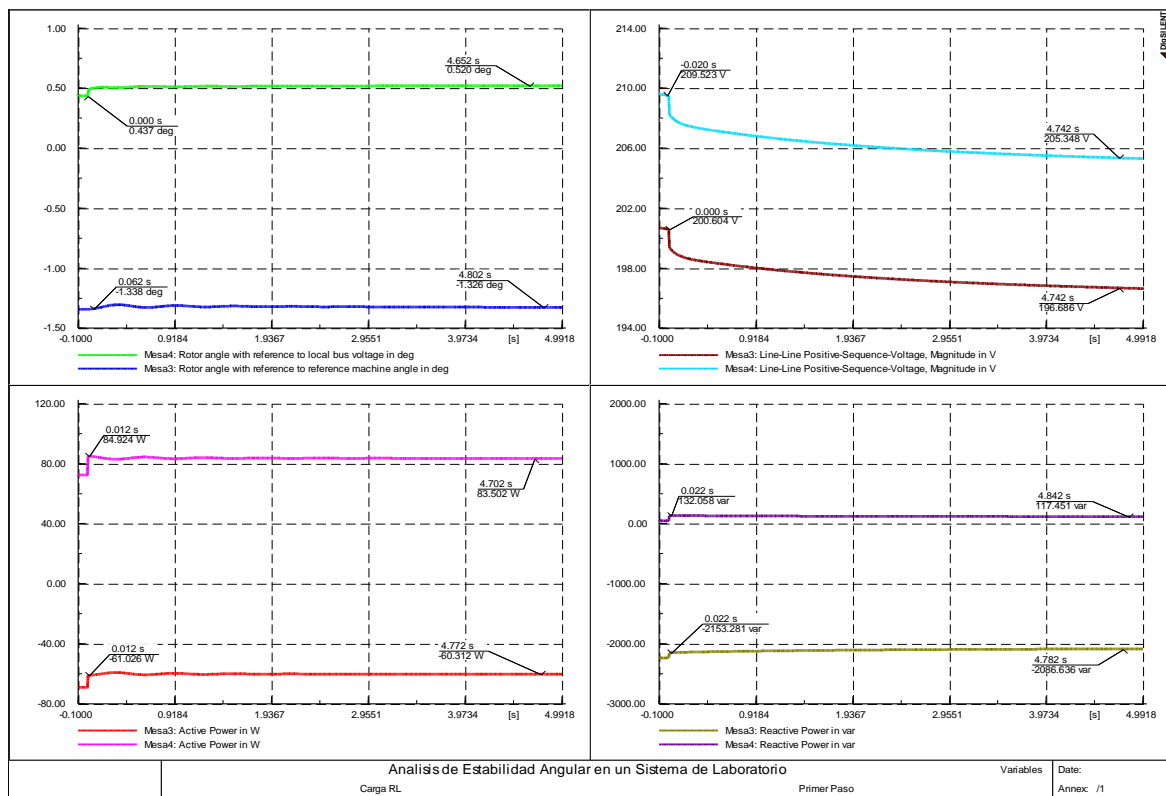 DIgSILENT
1.00
0.50
0.00
-0.50
-1.00
-1.50
4.652 s
0.520 deg
0.000 s
0.437 deg
0.062 s
-1.338 deg
4.802 s
-1.326 deg
-0.1000 0.9184 1.9367 2.9551 3.9734 [s] 4.9918
Mesa4: Rotor angle with reference to local bus voltage in deg
Mesa3: Rotor angle with reference to reference machine angle in deg
214.00
210.00
206.00
202.00
198.00
194.00
-0.020 s
209.523 V
4.742 s
205.348 V
0.000 s
200.604 V
4.742 s
196.686 V
-0.1000 0.9184 1.9367 2.9551 3.9734 [s] 4.9918
Mesa3: Line-Line Positive-Sequence-Voltage, Magnitude in V
Mesa4: Line-Line Positive-Sequence-Voltage, Magnitude in V
120.00
80.00
40.00
0.00
-40.00
-80.00
0.012 s
84.924 W
4.702 s
83.502 W
0.012 s
-61.026 W
4.772 s
-60.312 W
-0.1000 0.9184 1.9367 2.9551 3.9734 [s] 4.9918
Mesa3: Active Power in W
Mesa4: Active Power in W
2000.00
1000.00
0.00
-1000.00
-2000.00
-3000.00
0.022 s
132.058 var
4.842 s
117.451 var
0.022 s
-2153.281 var
4.782 s
-2086.636 var
-0.1000 0.9184 1.9367 2.9551 3.9734 [s] 4.9918
Mesa3: Reactive Power in var
Mesa4: Reactive Power in var
Analisis de Estabilidad Angular en un Sistema de Laboratorio
Variables
Date:
Carga RL
Primer Paso
Annex: /1